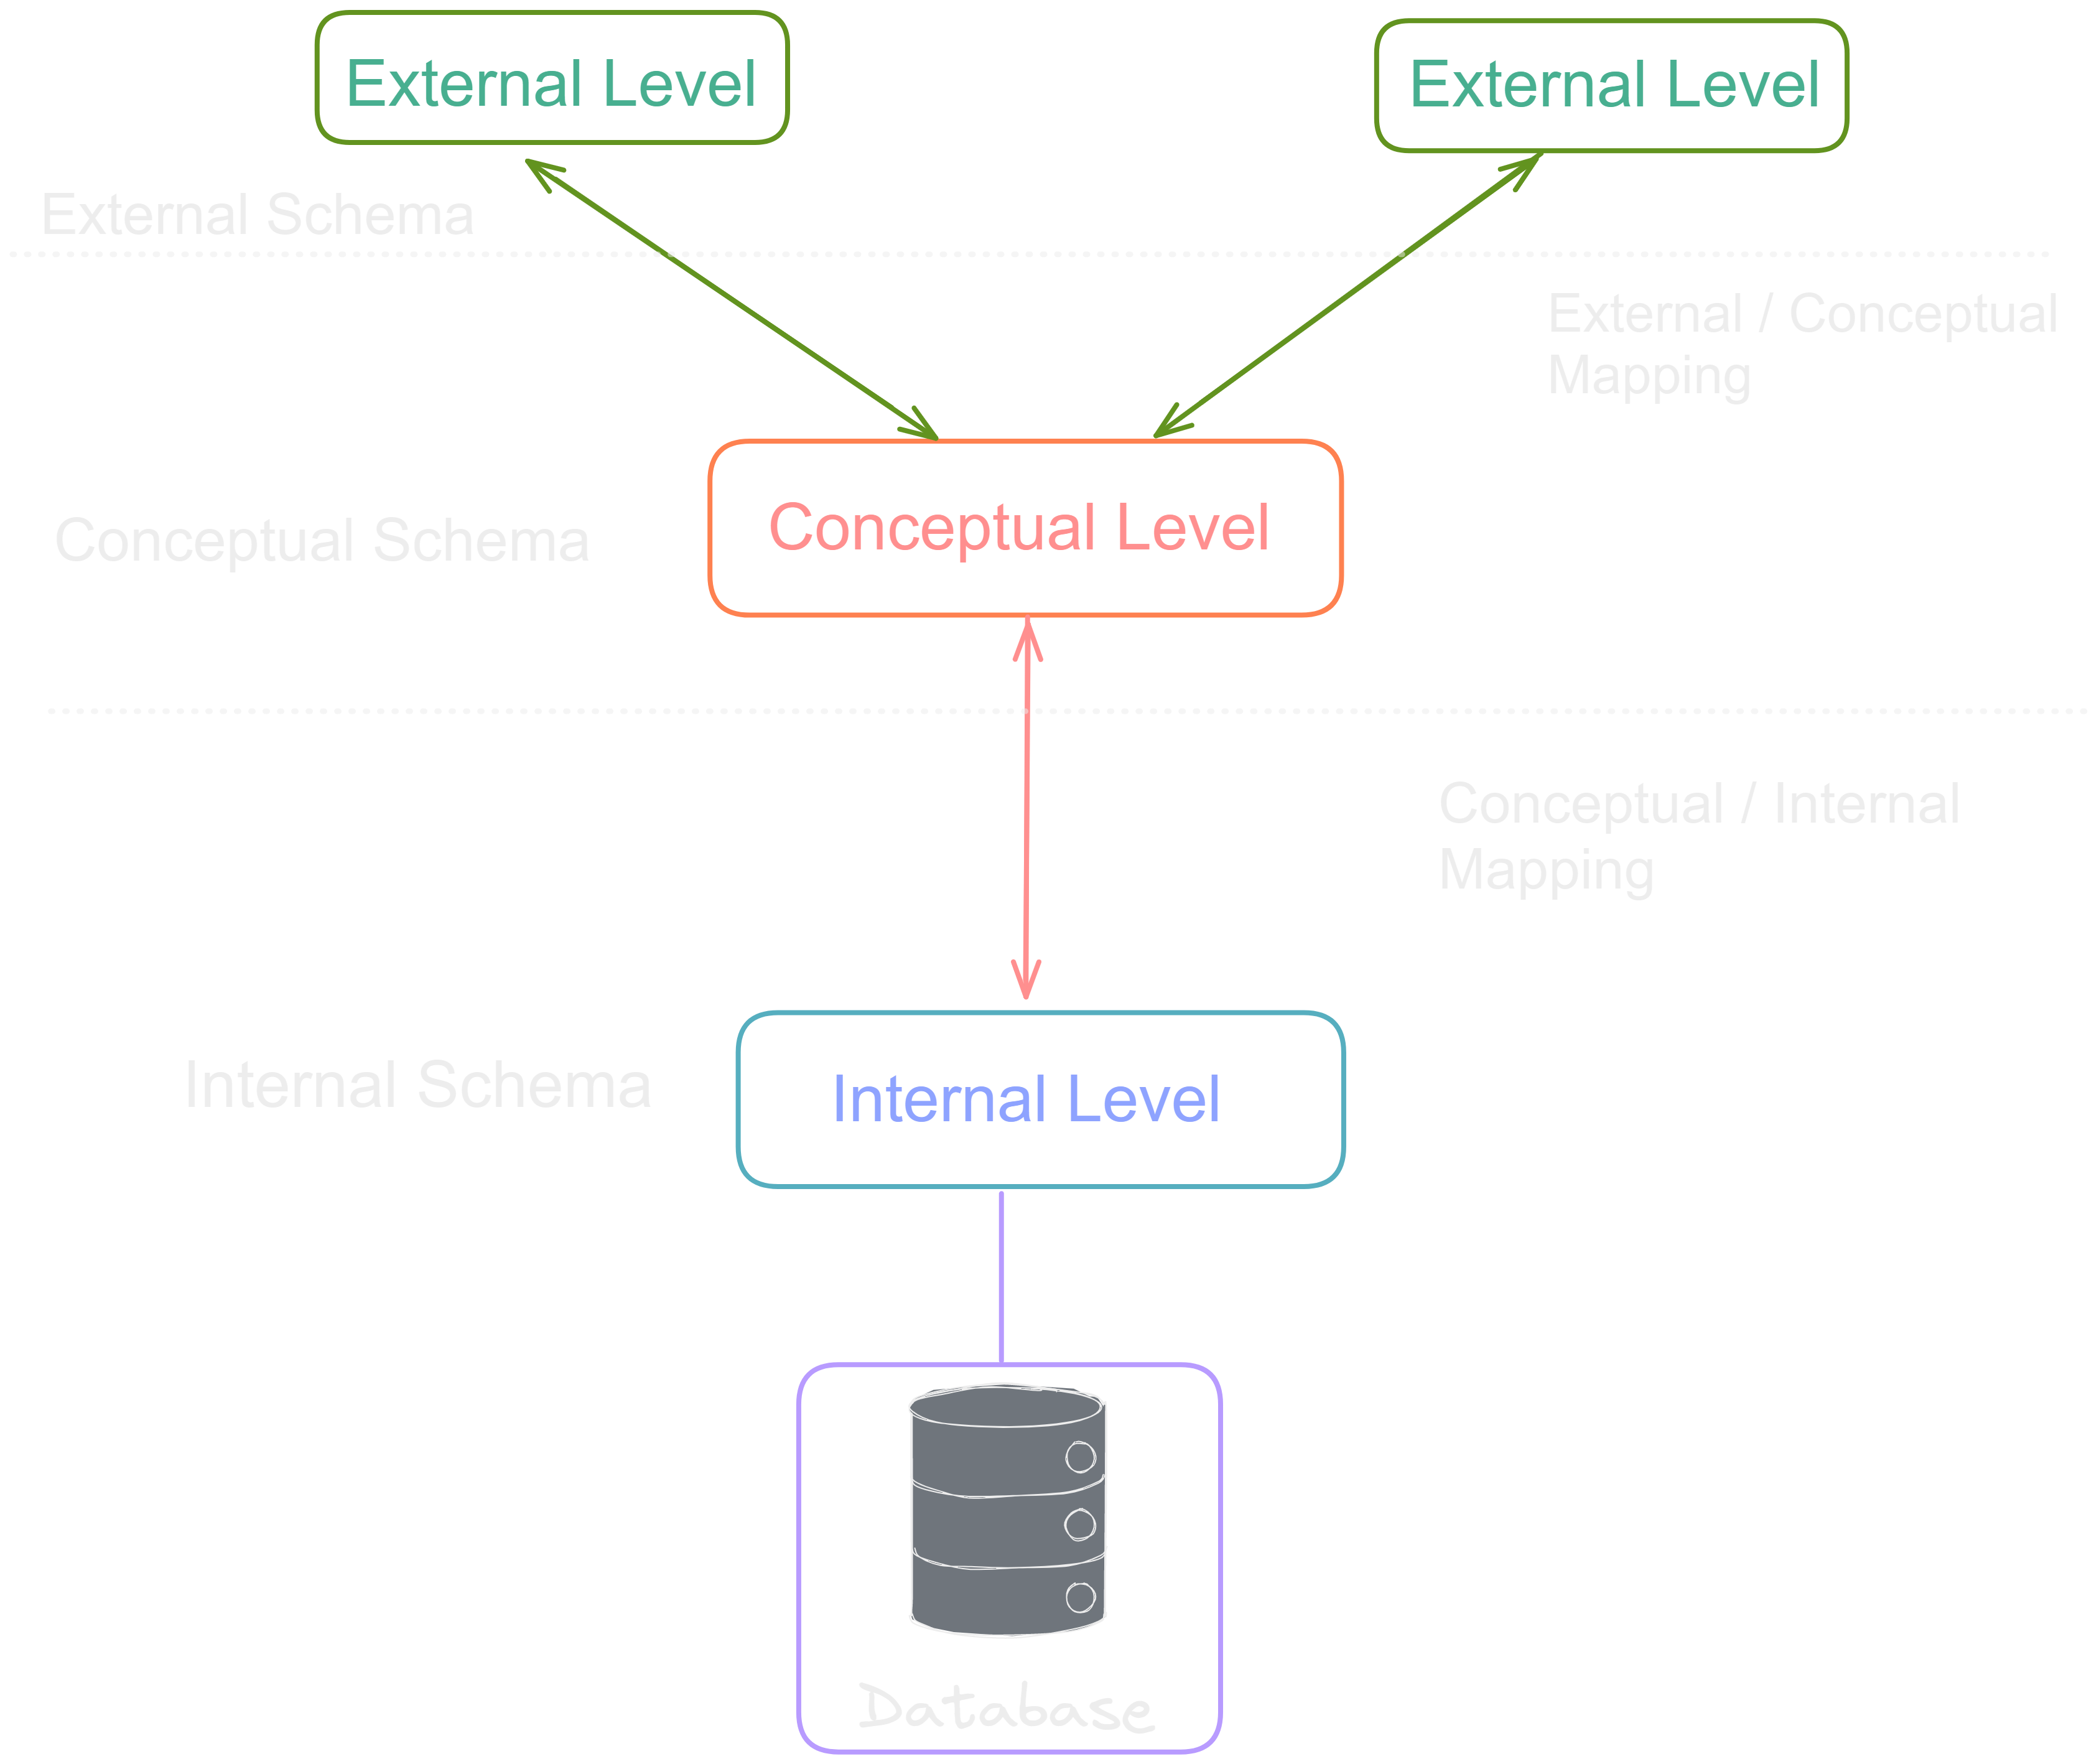 External Level
External Level
External Schema
External / Conceptual
Mapping
Conceptual Level
Conceptual Schema
Conceptual / Internal
Mapping
Internal Schema
Internal Level
Database